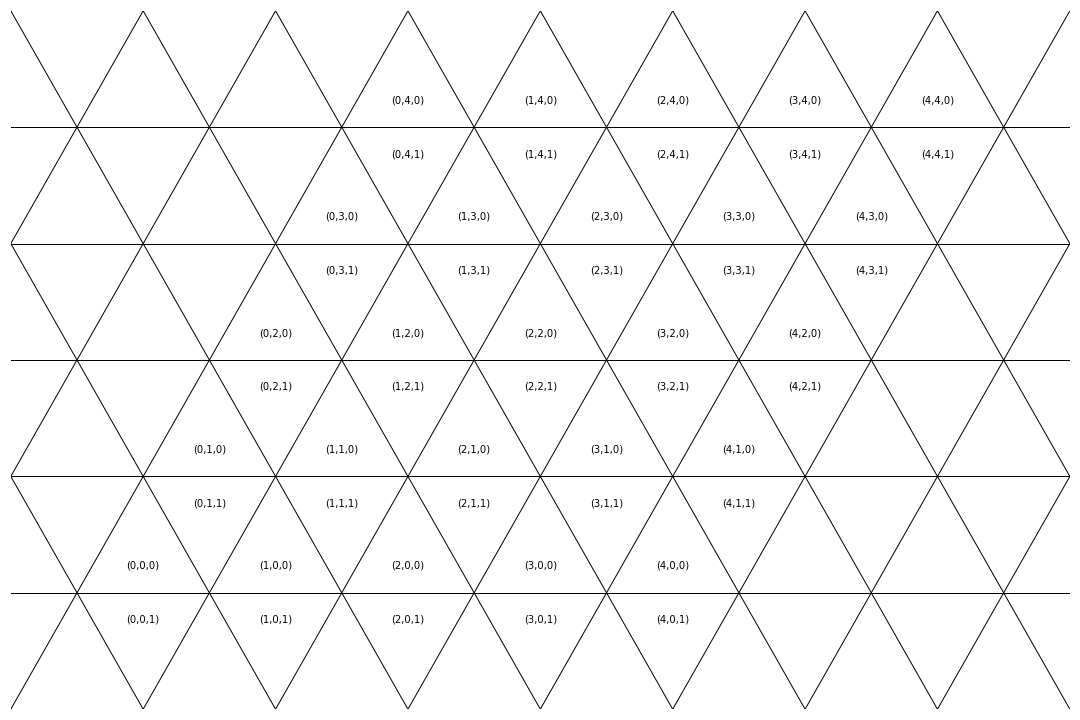 (0,4,0) (1,4,0) (2,4,0) (3,4,0) (4,4,0)
(0,4,1) (1,4,1) (2,4,1) (3,4,1) (4,4,1)
(0,3,0) (1,3,0) (2,3,0) (3,3,0) (4,3,0)
(0,3,1) (1,3,1) (2,3,1) (3,3,1) (4,3,1)
(0,2,0) (1,2,0) (2,2,0) (3,2,0) (4,2,0)
(0,2,1) (1,2,1) (2,2,1) (3,2,1) (4,2,1)
(0,1,0) (1,1,0) (2,1,0) (3,1,0) (4,1,0)
(0,1,1) (1,1,1) (2,1,1) (3,1,1) (4,1,1)
(0,0,0) (1,0,0) (2,0,0) (3,0,0) (4,0,0)
(0,0,1) (1,0,1) (2,0,1) (3,0,1) (4,0,1)